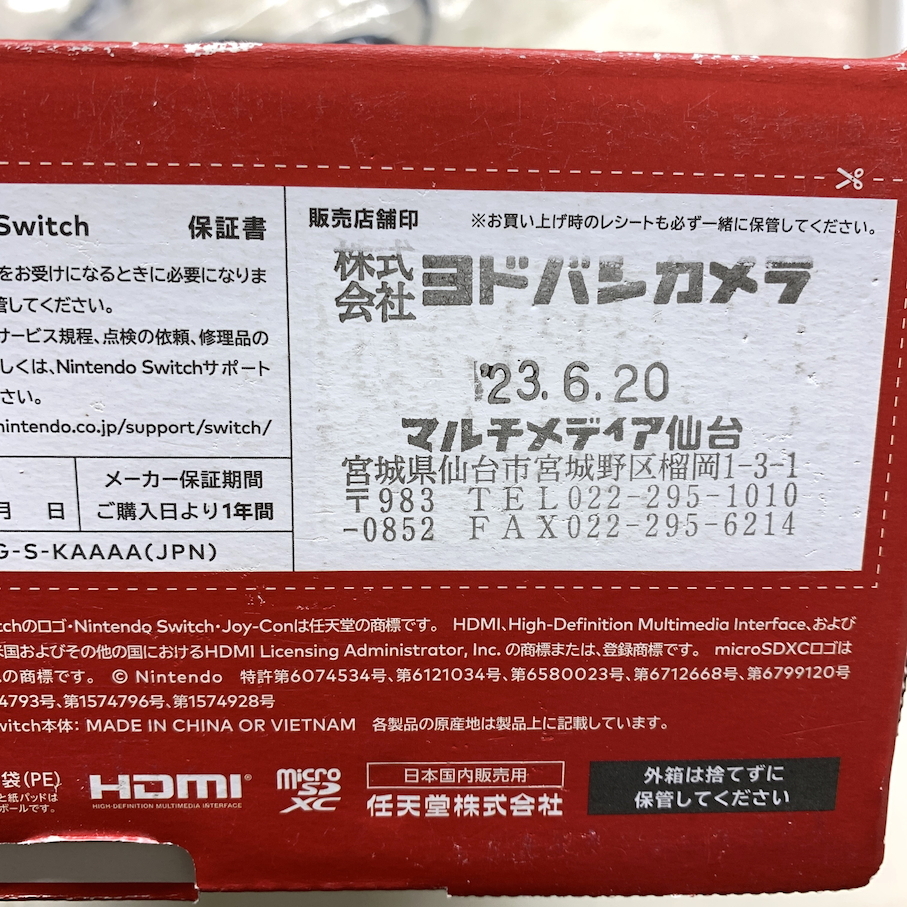 Switch 保証書
をお受けになるときに必要になりま
管してください。
サービス規程、点検の依頼、修理品の
しくは、Nintendo Switchサポート
さい。
nintendo.co.jp/support/switch/
月 日
メーカー保証期間
ご購入日より1年間
G-S-KAAAA(JPN)
販売店舗印 ※お買い上げ時のレシートも必ず一緒に保管してください。
株式会社ヨドバシカメラ
'23.6.20
マルチメディア仙台
宮城県仙台市宮城野区榴岡1-3-1
〒983 TEL022-295-1010
-0852 FAX022-295-6214
tchのロゴ・Nintendo Switch・Joy-Conは任天堂の商標です。 HDMI、High-Definition Multimedia Interface、および
米国およびその他の国におけるHDMI Licensing Administrator, Inc. の商標または、登録商標です。 microSDXCロゴは
の商標です。 © Nintendo 特許第6074534号、第6121034号、第6580023号、第6712668号、第6799120号
4793号、第1574796号、第1574928号
witch本体: MADE IN CHINA OR VIETNAM 各製品の原産地は製品上に記載しています。
袋(PE)
と紙パッドは
ボールです。
HDMI®
HIGH-DEFINITION MULTIMEDIA INTERFACE
micro SD XC
日本国内販売用
任天堂株式会社
外箱は捨てずに
保管してください